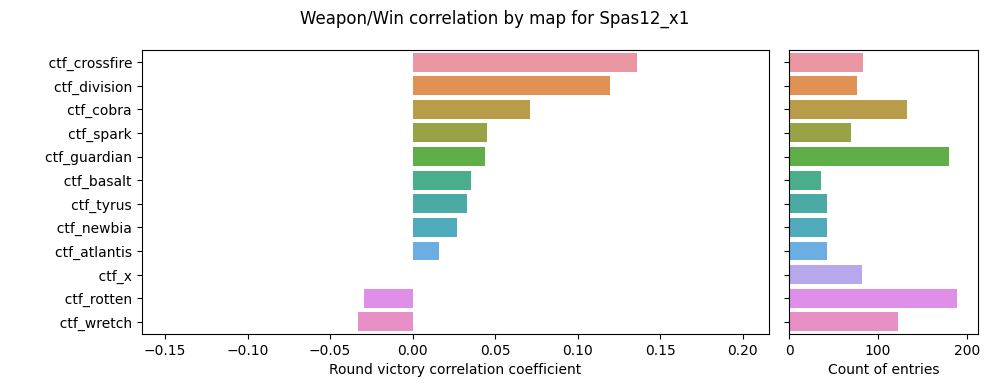 Weapon/Win correlation by map for Spas12_x1
ctf_crossfire
ctf_division
ctf_cobra
ctf_spark
ctf_guardian
ctf_basalt
ctf_tyrus
ctf_newbia
ctf_atlantis
ctf_x
ctf_rotten
ctf_wretch
−0.15 −0.10 −0.05 0.00 0.05 0.10 0.15 0.20
Round victory correlation coefficient
0 100 200
Count of entries